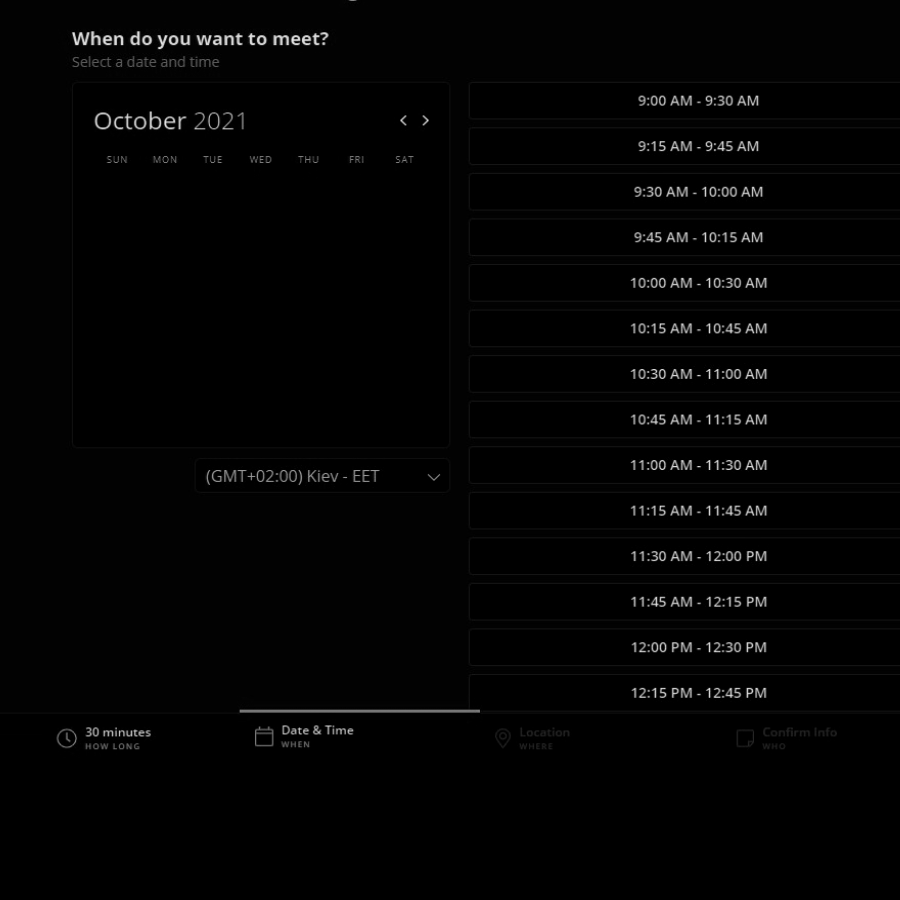 When do you want to meet?
Select a date and time
October 2021
SUN MON TUE WED THU FRI SAT
(GMT+02:00) Kiev - EET
9:00 AM - 9:30 AM
9:15 AM - 9:45 AM
9:30 AM - 10:00 AM
9:45 AM - 10:15 AM
10:00 AM - 10:30 AM
10:15 AM - 10:45 AM
10:30 AM - 11:00 AM
10:45 AM - 11:15 AM
11:00 AM - 11:30 AM
11:15 AM - 11:45 AM
11:30 AM - 12:00 PM
11:45 AM - 12:15 PM
12:00 PM - 12:30 PM
12:15 PM - 12:45 PM
30 minutes
HOW LONG
Date & Time
WHEN
Location
WHERE
Confirm Info
WHO